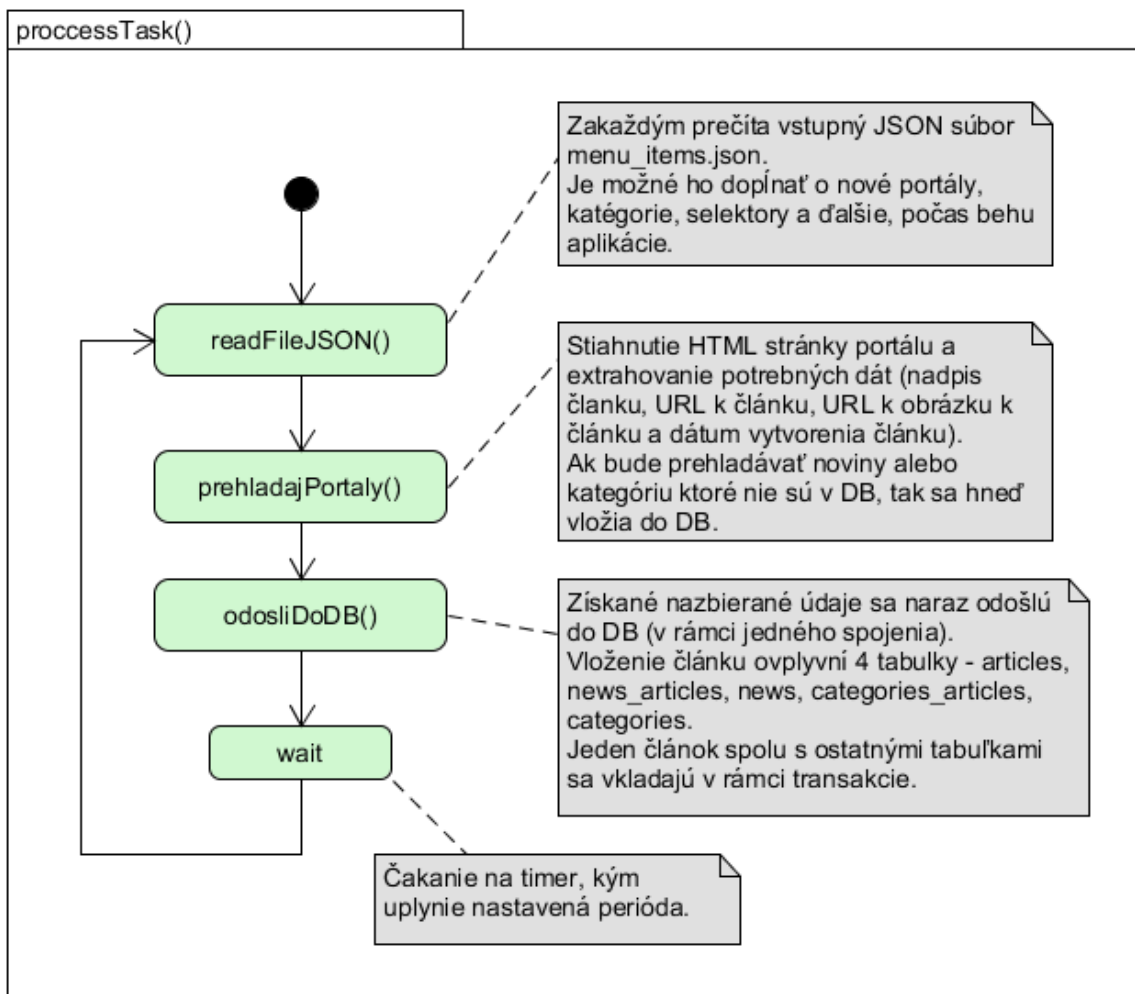 proccessTask()
Zakaždým prečíta vstupný JSON súbor
menu_items.json.
Je možné ho dopĺnať o nové portály,
katégorie, selektory a ďalšie, počas behu
aplikácie.
readFileJSON()
Stiahnutie HTML stránky portálu a
extrahovanie potrebných dát (nadpis
članku, URL k článku, URL k obrázku k
článku a dátum vytvorenia článku).
Ak bude prehladávať noviny alebo
kategóriu ktoré nie sú v DB, tak sa hneď
vložia do DB.
prehladajPortaly()
odosliDoDB()
Získané nazbierané údaje sa naraz odošlú
do DB (v rámci jedného spojenia).
Vloženie článku ovplyvní 4 tabulky - articles,
news_articles, news, categories_articles,
categories.
Jeden článok spolu s ostatnými tabuľkami
sa vkladajú v rámci transakcie.
wait
Čakanie na timer, kým
uplynie nastavená perióda.